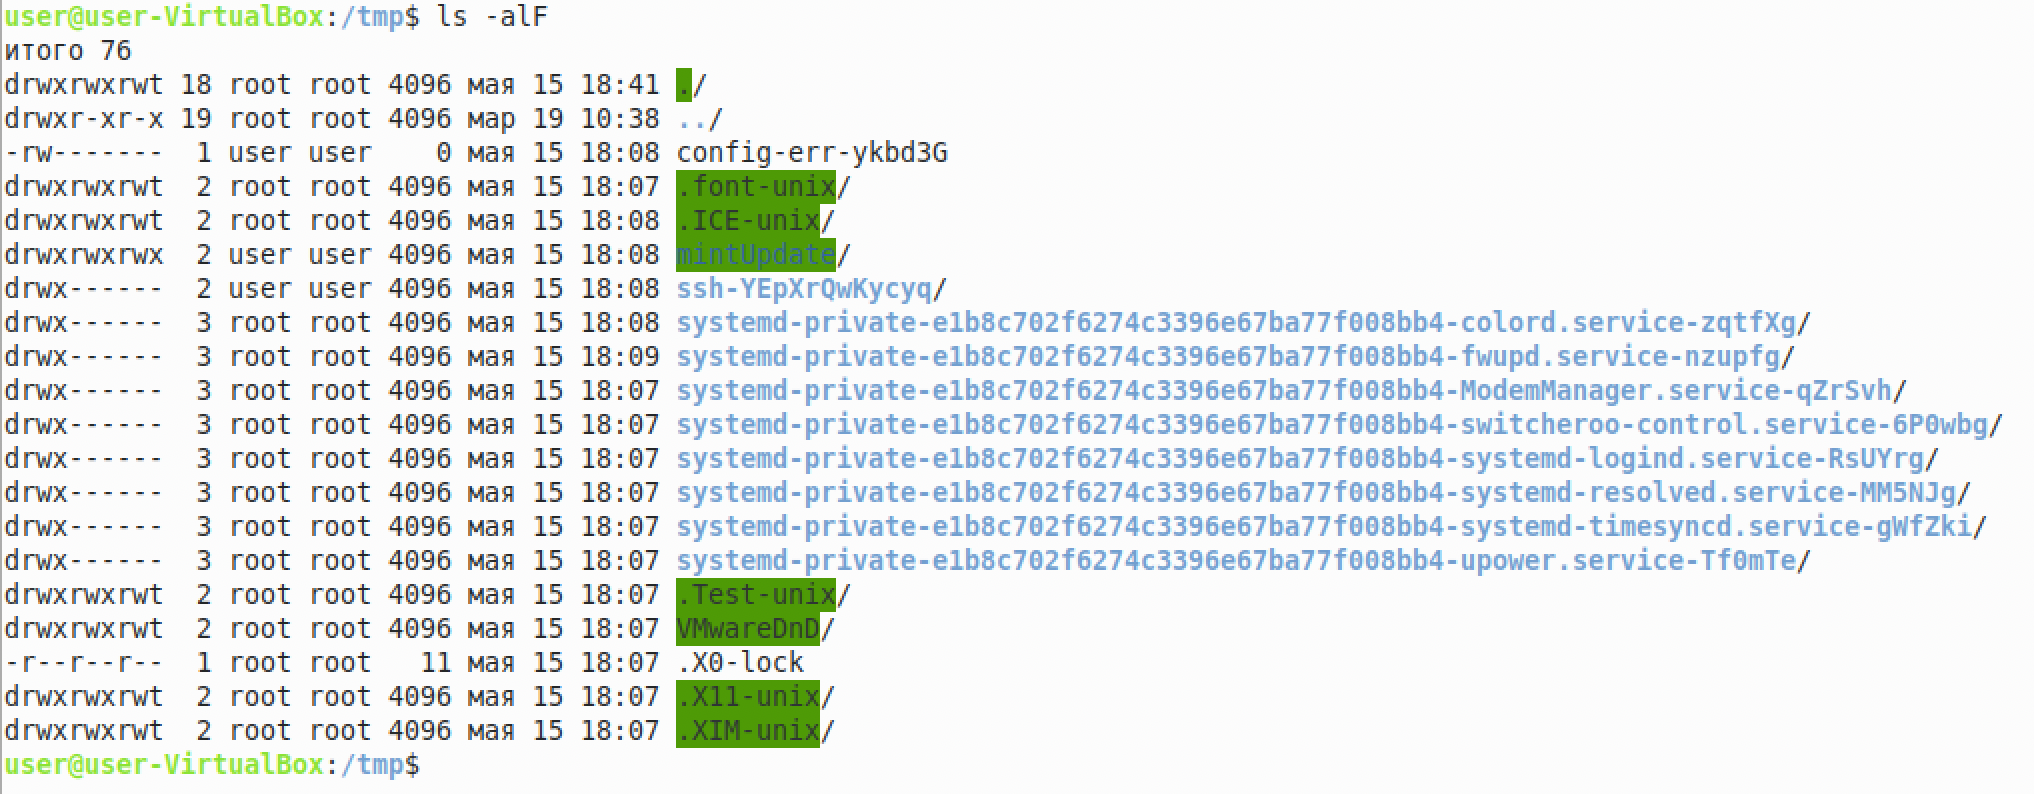 user@user-VirtualBox:/tmp$ ls -alF
итого 76
drwxrwxrwt 18 root root 4096 мая 15 18:41 ./
drwxr-xr-x 19 root root 4096 мар 19 10:38 ../
-rw-------  1 user user    0 мая 15 18:08 config-err-ykbd3G
drwxrwxrwt  2 root root 4096 мая 15 18:07 .font-unix/
drwxrwxrwt  2 root root 4096 мая 15 18:08 .ICE-unix/
drwxrwxrwx  2 user user 4096 мая 15 18:08 mintUpdate/
drwx------  2 user user 4096 мая 15 18:08 ssh-YEpXrQwKycyq/
drwx------  3 root root 4096 мая 15 18:08 systemd-private-e1b8c702f6274c3396e67ba77f008bb4-colord.service-zqtfXg/
drwx------  3 root root 4096 мая 15 18:09 systemd-private-e1b8c702f6274c3396e67ba77f008bb4-fwupd.service-nzupfg/
drwx------  3 root root 4096 мая 15 18:07 systemd-private-e1b8c702f6274c3396e67ba77f008bb4-ModemManager.service-qZrSvh/
drwx------  3 root root 4096 мая 15 18:07 systemd-private-e1b8c702f6274c3396e67ba77f008bb4-switcheroo-control.service-6P0wbg/
drwx------  3 root root 4096 мая 15 18:07 systemd-private-e1b8c702f6274c3396e67ba77f008bb4-systemd-logind.service-RsUYrg/
drwx------  3 root root 4096 мая 15 18:07 systemd-private-e1b8c702f6274c3396e67ba77f008bb4-systemd-resolved.service-MM5NJg/
drwx------  3 root root 4096 мая 15 18:07 systemd-private-e1b8c702f6274c3396e67ba77f008bb4-systemd-timesyncd.service-gWfZki/
drwx------  3 root root 4096 мая 15 18:07 systemd-private-e1b8c702f6274c3396e67ba77f008bb4-upower.service-Tf0mTe/
drwxrwxrwt  2 root root 4096 мая 15 18:07 .Test-unix/
drwxrwxrwt  2 root root 4096 мая 15 18:07 VMwareDnD/
-r--r--r--  1 root root   11 мая 15 18:07 .X0-lock
drwxrwxrwt  2 root root 4096 мая 15 18:07 .X11-unix/
drwxrwxrwt  2 root root 4096 мая 15 18:07 .XIM-unix/
user@user-VirtualBox:/tmp$